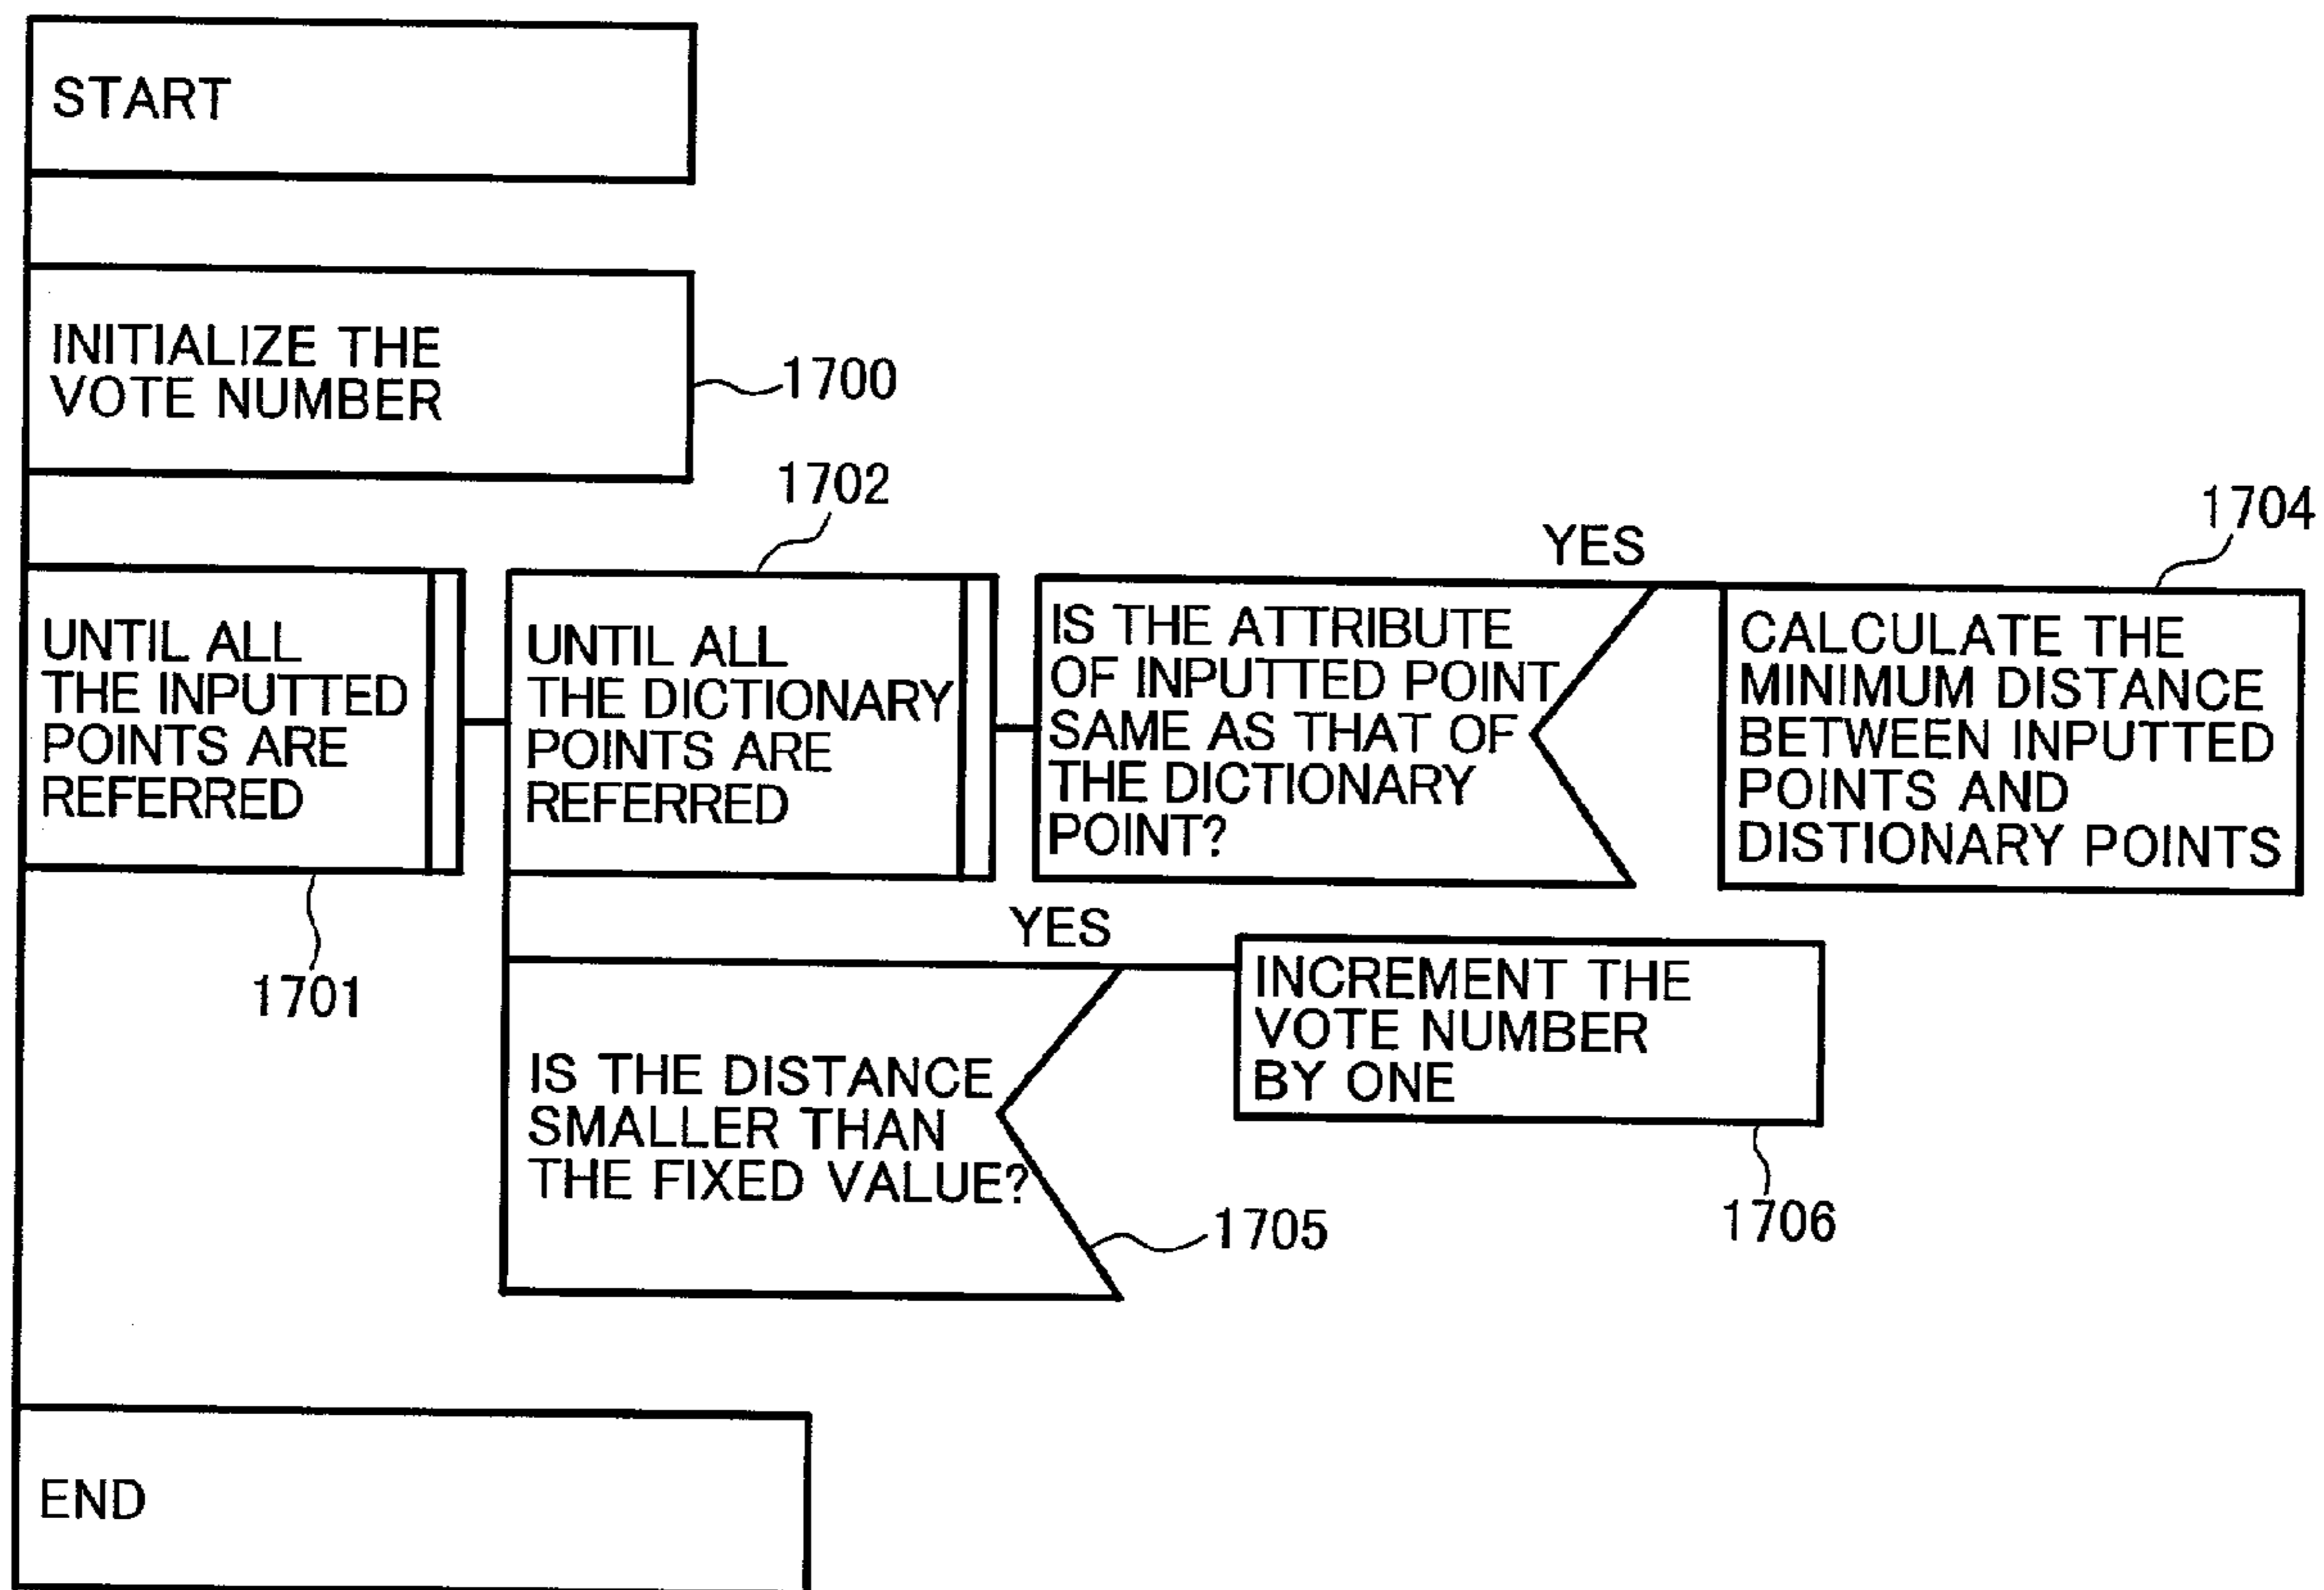 START
INITIALIZE THE
VOTE NUMBER
1700
1702
1704
YES
UNTIL ALL
THE INPUTTED
POINTS ARE
REFERRED
UNTIL ALL
THE DICTIONARY
POINTS ARE
REFERRED
IS THE ATTRIBUTE
OF INPUTTED POINT
SAME AS THAT OF
THE DICTIONARY
POINT?
CALCULATE THE
MINIMUM DISTANCE
BETWEEN INPUTTED
POINTS AND
DISTIONARY POINTS
1701
YES
IS THE DISTANCE
SMALLER THAN
THE FIXED VALUE?
1705
INCREMENT THE
VOTE NUMBER
BY ONE
1706
END